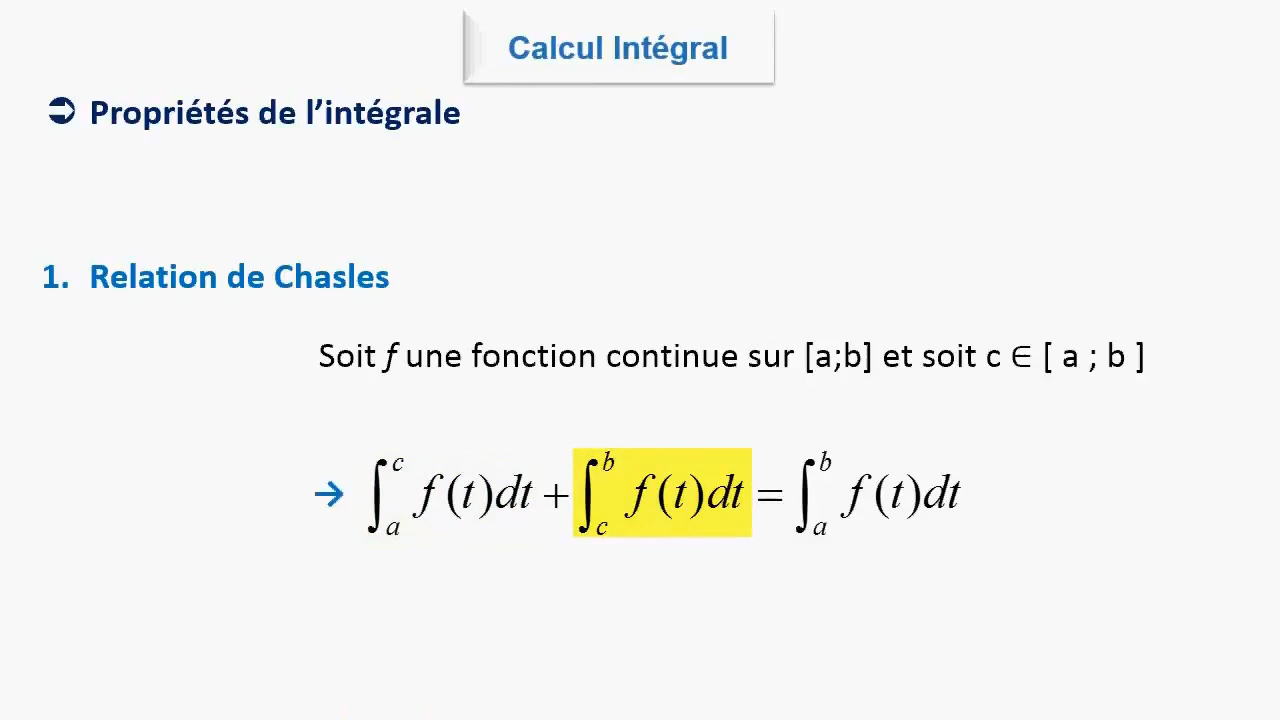 Calcul Intégral
➲ Propriétés de l’intégrale
1. Relation de Chasles
Soit f une fonction continue sur [a;b] et soit c ∈ [ a ; b ]
→ ∫_a^c f(t)dt + ∫_c^b f(t)dt = ∫_a^b f(t)dt